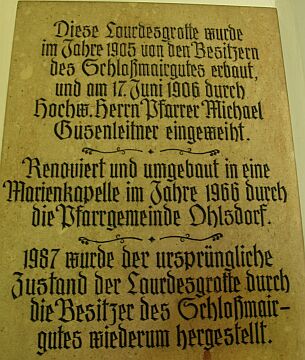 Diese Lourdesgrotte wurde
im Jahre 1905 von den Besitzern
des Schloßmairgutes erbaut,
und am 17. Juni 1906 durch
Hochw. Herrn Pfarrer Michael
Gusenleitner eingeweiht.
Renoviert und umgebaut in eine
Marienkapelle im Jahre 1966 durch
die Pfarrgemeinde Ohlsdorf.
1987 wurde der ursprüngliche
Zustand der Lourdesgrotte durch
die Besitzer des Schloßmair-
gutes wiederum hergestellt.